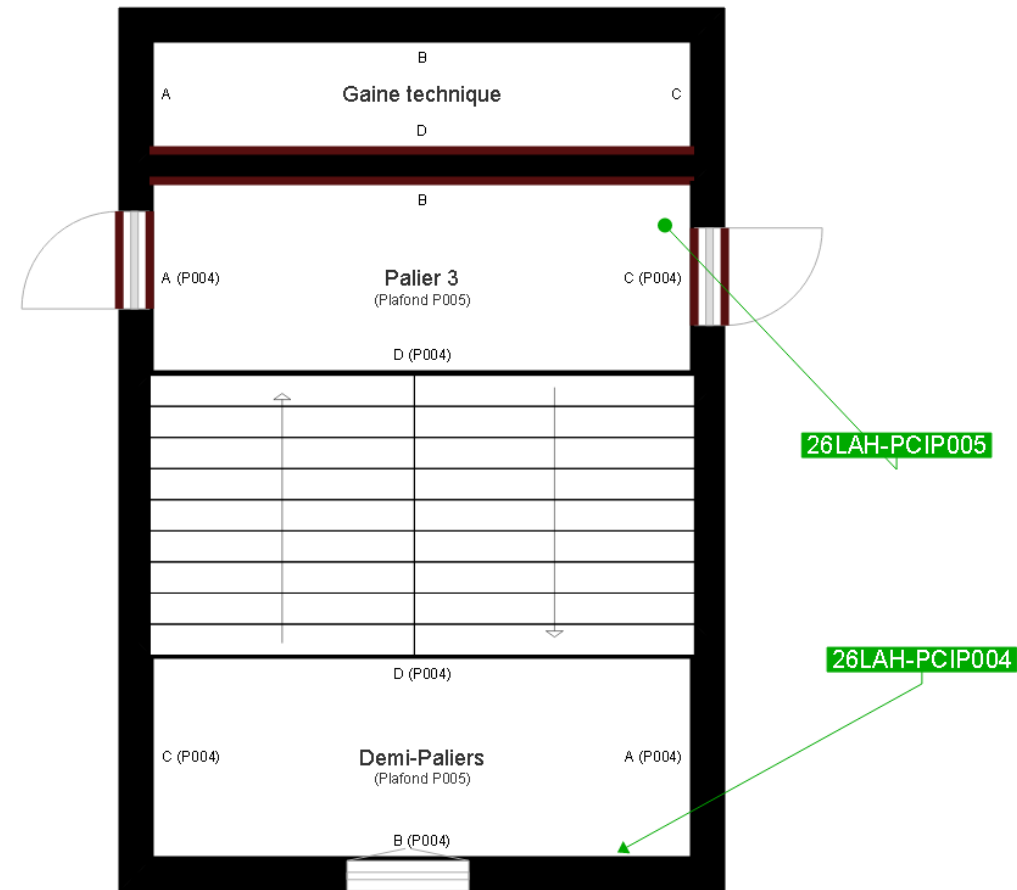 B
A
Gaine technique
C
D
B
A (P004)
Palier 3
C (P004)
(Plafond P005)
D (P004)
26LAH-PCIP005
26LAH-PCIP004
D (P004)
C (P004)
Demi-Paliers
A (P004)
(Plafond P005)
B (P004)